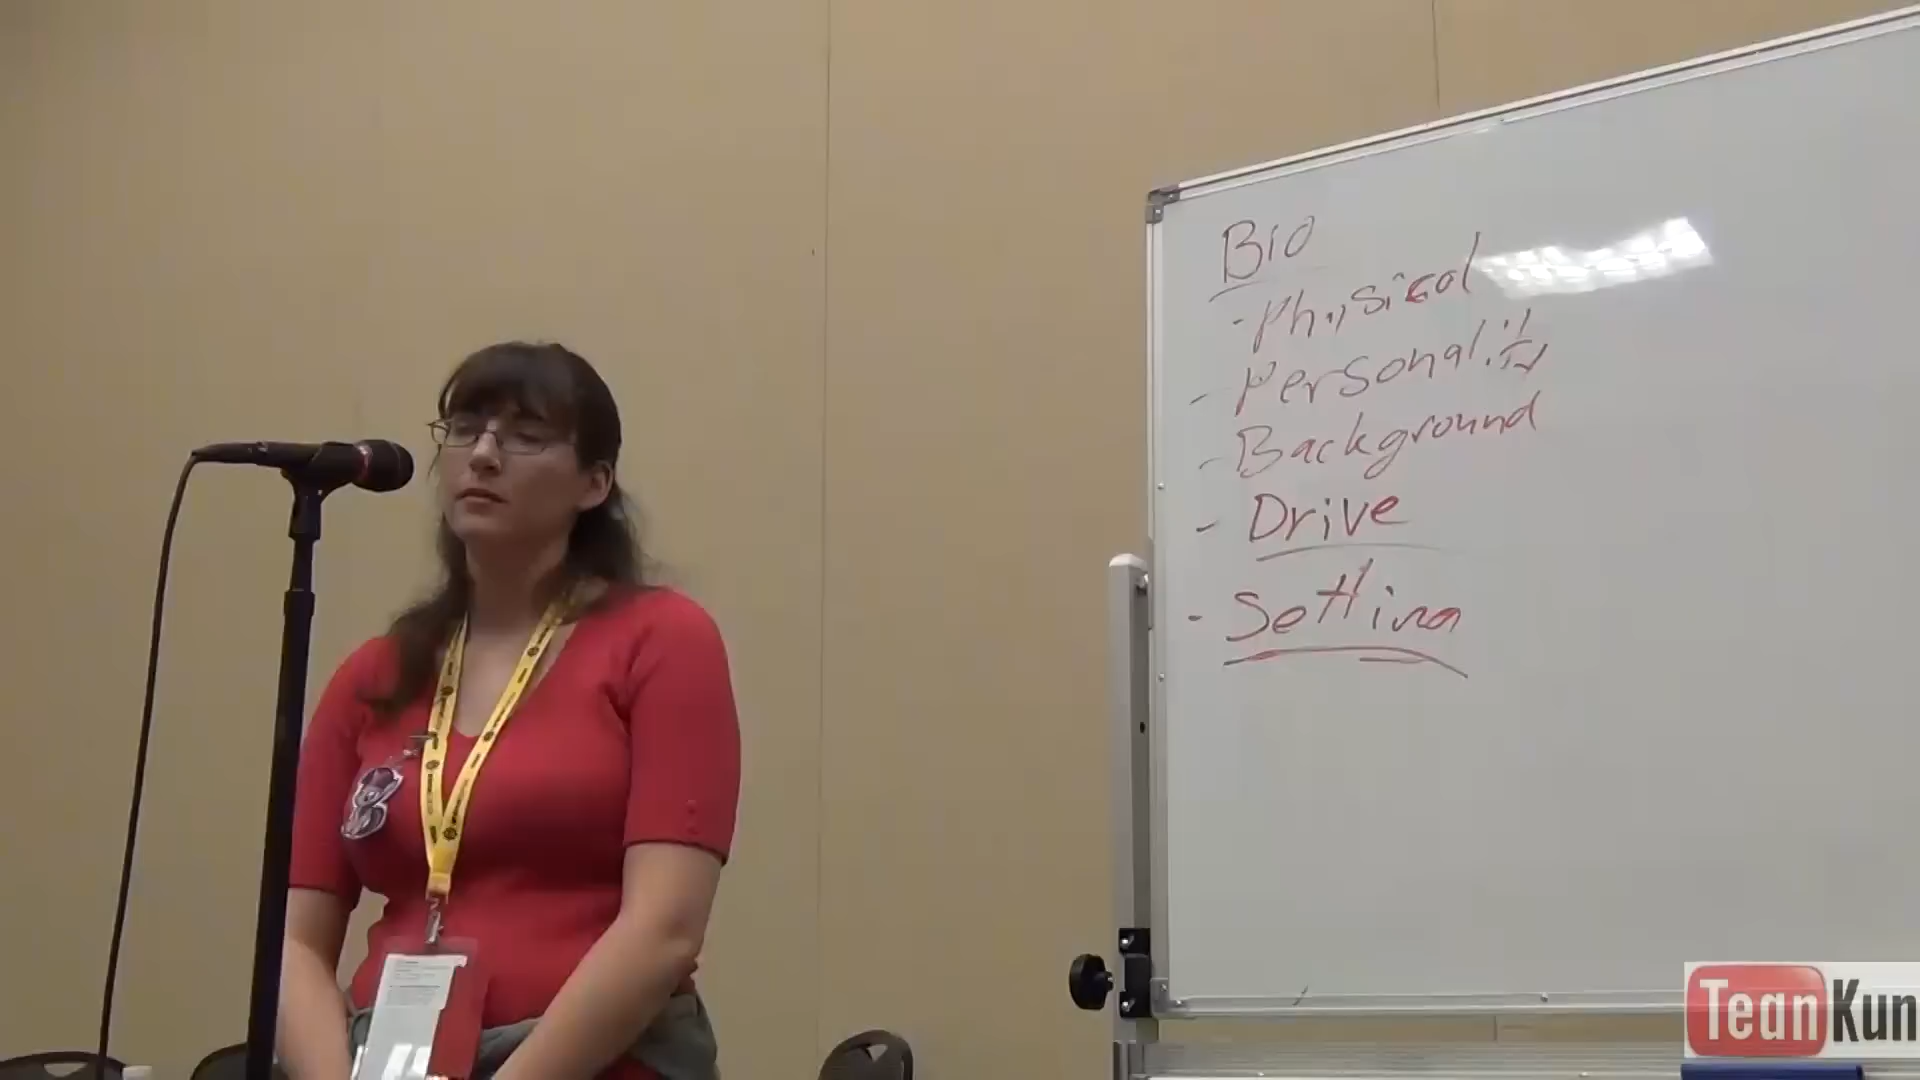 Bio
- Physical
- Personality
- Background
- Drive
- Setting
TeanKun